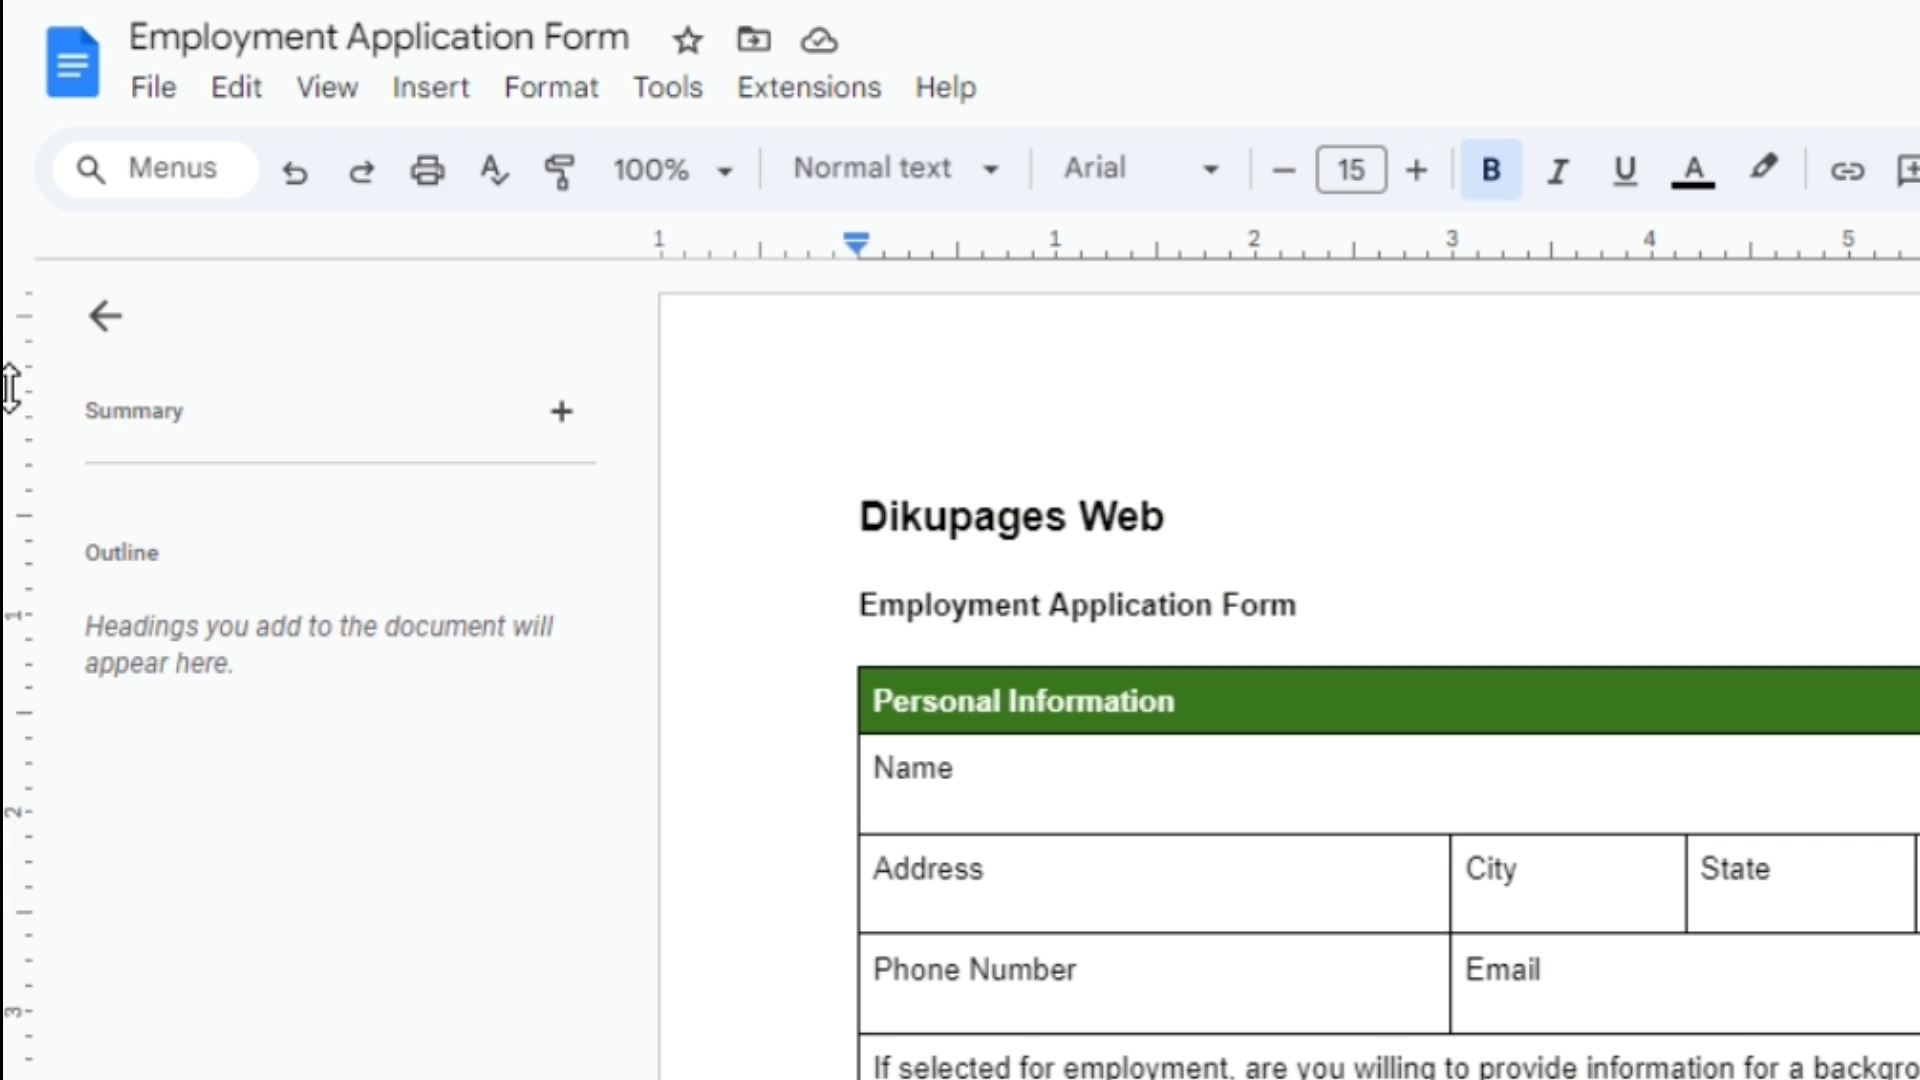 Employment Application Form
File Edit View Insert Format Tools Extensions Help
Menus 100% Normal text Arial 15 B I U A
1 1 2 3 4 5
Summary
Outline
Headings you add to the document will
appear here.
1
2
3
Dikupages Web
Employment Application Form
Personal Information
Name
Address City State
Phone Number Email
If selected for employment, are you willing to provide information for a